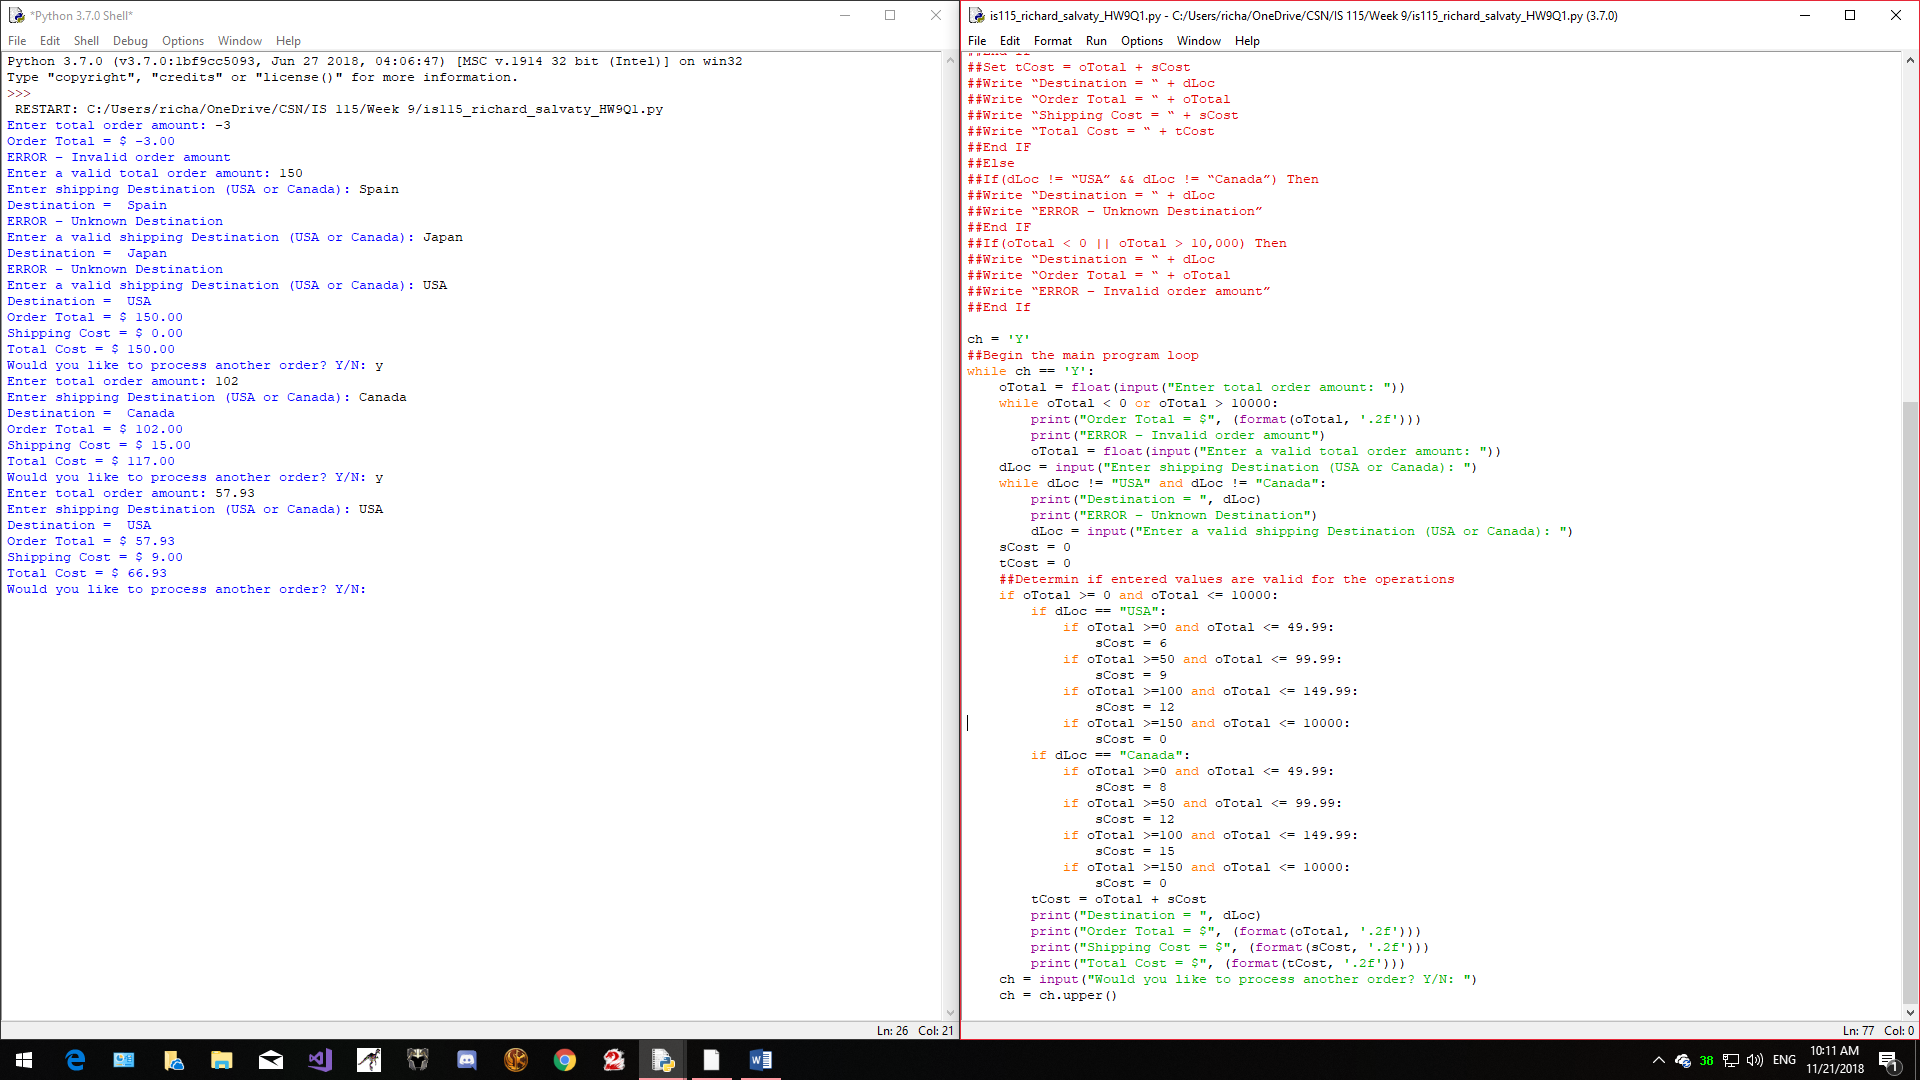 *Python 3.7.0 Shell*
File Edit Shell Debug Options Window Help
Python 3.7.0 (v3.7.0:1bf9cc5093, Jun 27 2018, 04:06:47) [MSC v.1914 32 bit (Intel)] on win32
Type "copyright", "credits" or "license()" for more information.
>>>
 RESTART: C:/Users/richa/OneDrive/CSN/IS 115/Week 9/is115_richard_salvaty_HW9Q1.py
Enter total order amount: -3
Order Total = $ -3.00
ERROR - Invalid order amount
Enter a valid total order amount: 150
Enter shipping Destination (USA or Canada): Spain
Destination =  Spain
ERROR - Unknown Destination
Enter a valid shipping Destination (USA or Canada): Japan
Destination =  Japan
ERROR - Unknown Destination
Enter a valid shipping Destination (USA or Canada): USA
Destination =  USA
Order Total = $ 150.00
Shipping Cost = $ 0.00
Total Cost = $ 150.00
Would you like to process another order? Y/N: y
Enter total order amount: 102
Enter shipping Destination (USA or Canada): Canada
Destination =  Canada
Order Total = $ 102.00
Shipping Cost = $ 15.00
Total Cost = $ 117.00
Would you like to process another order? Y/N: y
Enter total order amount: 57.93
Enter shipping Destination (USA or Canada): USA
Destination =  USA
Order Total = $ 57.93
Shipping Cost = $ 9.00
Total Cost = $ 66.93
Would you like to process another order? Y/N:
Ln: 26 Col: 21
is115_richard_salvaty_HW9Q1.py - C:/Users/richa/OneDrive/CSN/IS 115/Week 9/is115_richard_salvaty_HW9Q1.py (3.7.0)
File Edit Format Run Options Window Help
##End If
##Set tCost = oTotal + sCost
##Write “Destination = “ + dLoc
##Write “Order Total = “ + oTotal
##Write “Shipping Cost = “ + sCost
##Write “Total Cost = “ + tCost
##End IF
##Else
##If(dLoc != “USA” && dLoc != “Canada”) Then
##Write “Destination = “ + dLoc
##Write “ERROR – Unknown Destination”
##End IF
##If(oTotal < 0 || oTotal > 10,000) Then
##Write “Destination = “ + dLoc
##Write “Order Total = “ + oTotal
##Write “ERROR – Invalid order amount”
##End If
ch = 'Y'
##Begin the main program loop
while ch == 'Y':
    oTotal = float(input("Enter total order amount: "))
    while oTotal < 0 or oTotal > 10000:
        print("Order Total = $", (format(oTotal, '.2f')))
        print("ERROR - Invalid order amount")
        oTotal = float(input("Enter a valid total order amount: "))
    dLoc = input("Enter shipping Destination (USA or Canada): ")
    while dLoc != "USA" and dLoc != "Canada":
        print("Destination = ", dLoc)
        print("ERROR - Unknown Destination")
        dLoc = input("Enter a valid shipping Destination (USA or Canada): ")
    sCost = 0
    tCost = 0
    ##Determin if entered values are valid for the operations
    if oTotal >= 0 and oTotal <= 10000:
        if dLoc == "USA":
            if oTotal >=0 and oTotal <= 49.99:
                sCost = 6
            if oTotal >=50 and oTotal <= 99.99:
                sCost = 9
            if oTotal >=100 and oTotal <= 149.99:
                sCost = 12
            if oTotal >=150 and oTotal <= 10000:
                sCost = 0
        if dLoc == "Canada":
            if oTotal >=0 and oTotal <= 49.99:
                sCost = 8
            if oTotal >=50 and oTotal <= 99.99:
                sCost = 12
            if oTotal >=100 and oTotal <= 149.99:
                sCost = 15
            if oTotal >=150 and oTotal <= 10000:
                sCost = 0
        tCost = oTotal + sCost
        print("Destination = ", dLoc)
        print("Order Total = $", (format(oTotal, '.2f')))
        print("Shipping Cost = $", (format(sCost, '.2f')))
        print("Total Cost = $", (format(tCost, '.2f')))
    ch = input("Would you like to process another order? Y/N: ")
    ch = ch.upper()
Ln: 77 Col: 0
38 ENG 10:11 AM
11/21/2018 1